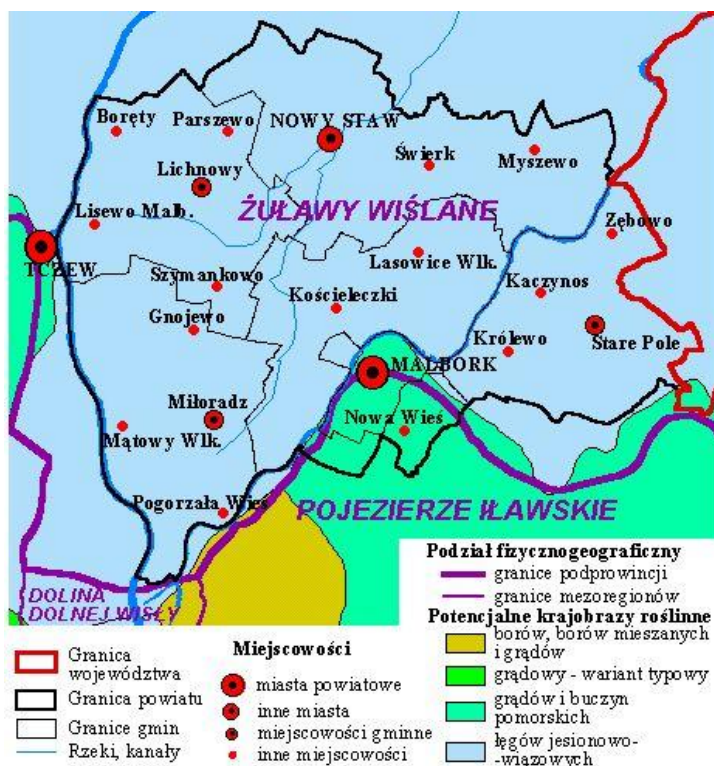 Boręty
Parszewo
NOWY STAW
Świerk
Myszewo
Lichnowy
ŻUŁAWY WIŚLANE
Lisewo Malb.
Zębowo
TCZEW
Lasowice Wlk.
Szymankowo
Kaczynos
Kościeleczki
Gnojewo
Stare Pole
Królewo
MALBORK
Miłoradz
Nowa Wieś
Mątowy Wlk.
Pogorzała Wieś
POJEZIERZE IŁAWSKIE
DOLINA
DOLNEJ WISŁY
Podział fizycznogeograficzny
granice podprowincji
granice mezoregionów
Potencjalne krajobrazy roślinne
borów, borów mieszanych
i grądów
grądowy - wariant typowy
grądów i buczyn
pomorskich
łęgów jesionowo-
-wiązowych
Granica
województwa
Granica powiatu
Granice gmin
Rzeki, kanały
Miejscowości
miasta powiatowe
inne miasta
miejscowości gminne
inne miejscowości